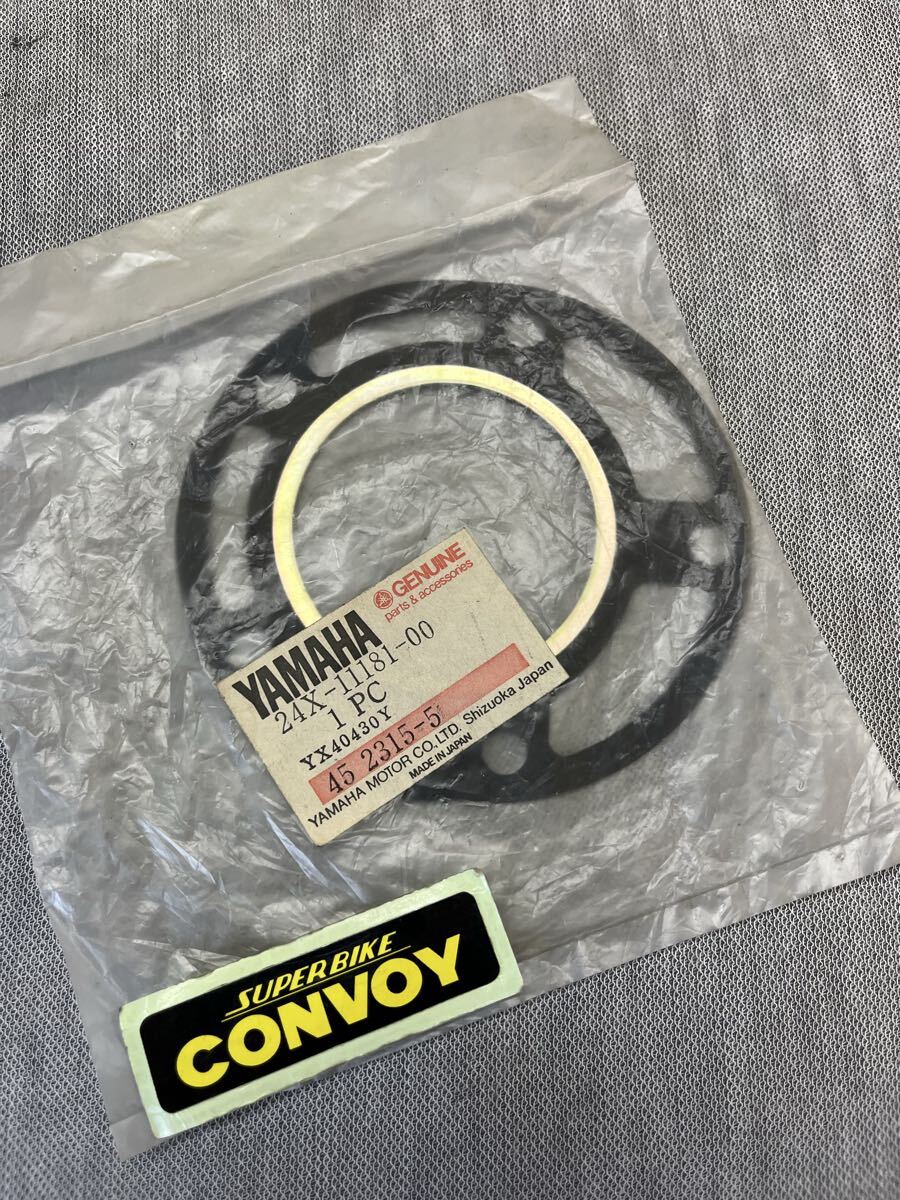 GENUINE
parts & accessories
YAMAHA
24X-11181-00
1 PC
YX40430Y
45 2315-5
YAMAHA MOTOR CO., LTD. Shizuoka Japan
MADE IN JAPAN
SUPER BIKE
CONVOY